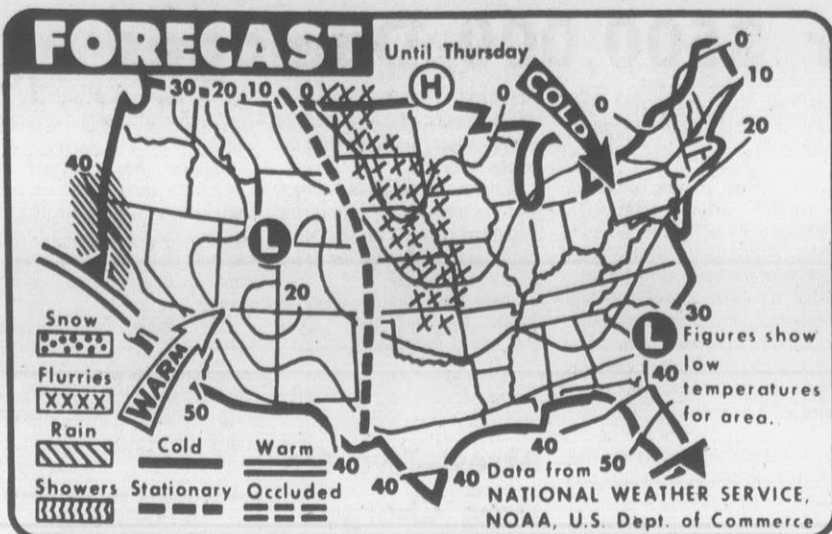 FORECAST
Until Thursday
H
COLD
0
0
0
0
10
20
30 -20 -10
40
L
20
L
30
Figures show
low
temperatures
for area.
40
WARM
50
40
40
40
40
50
Snow
Flurries
XXXX
Rain
Showers
Cold
Warm
Stationary
Occluded
Data from
NATIONAL WEATHER SERVICE,
NOAA, U.S. Dept. of Commerce